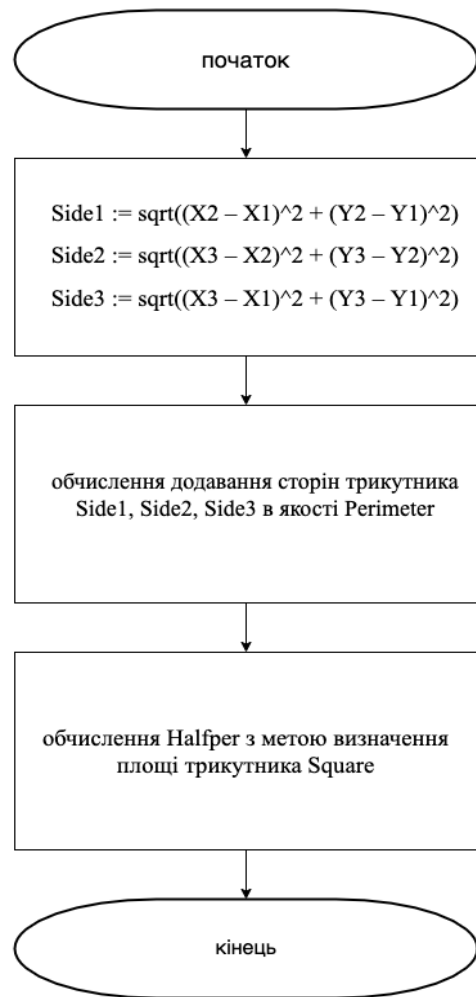 початок
Side1 := sqrt((X2 – X1)^2 + (Y2 – Y1)^2)
Side2 := sqrt((X3 – X2)^2 + (Y3 – Y2)^2)
Side3 := sqrt((X3 – X1)^2 + (Y3 – Y1)^2)
обчислення додавання сторін трикутника
Side1, Side2, Side3 в якості Perimeter
обчислення Halfper з метою визначення
площі трикутника Square
кінець